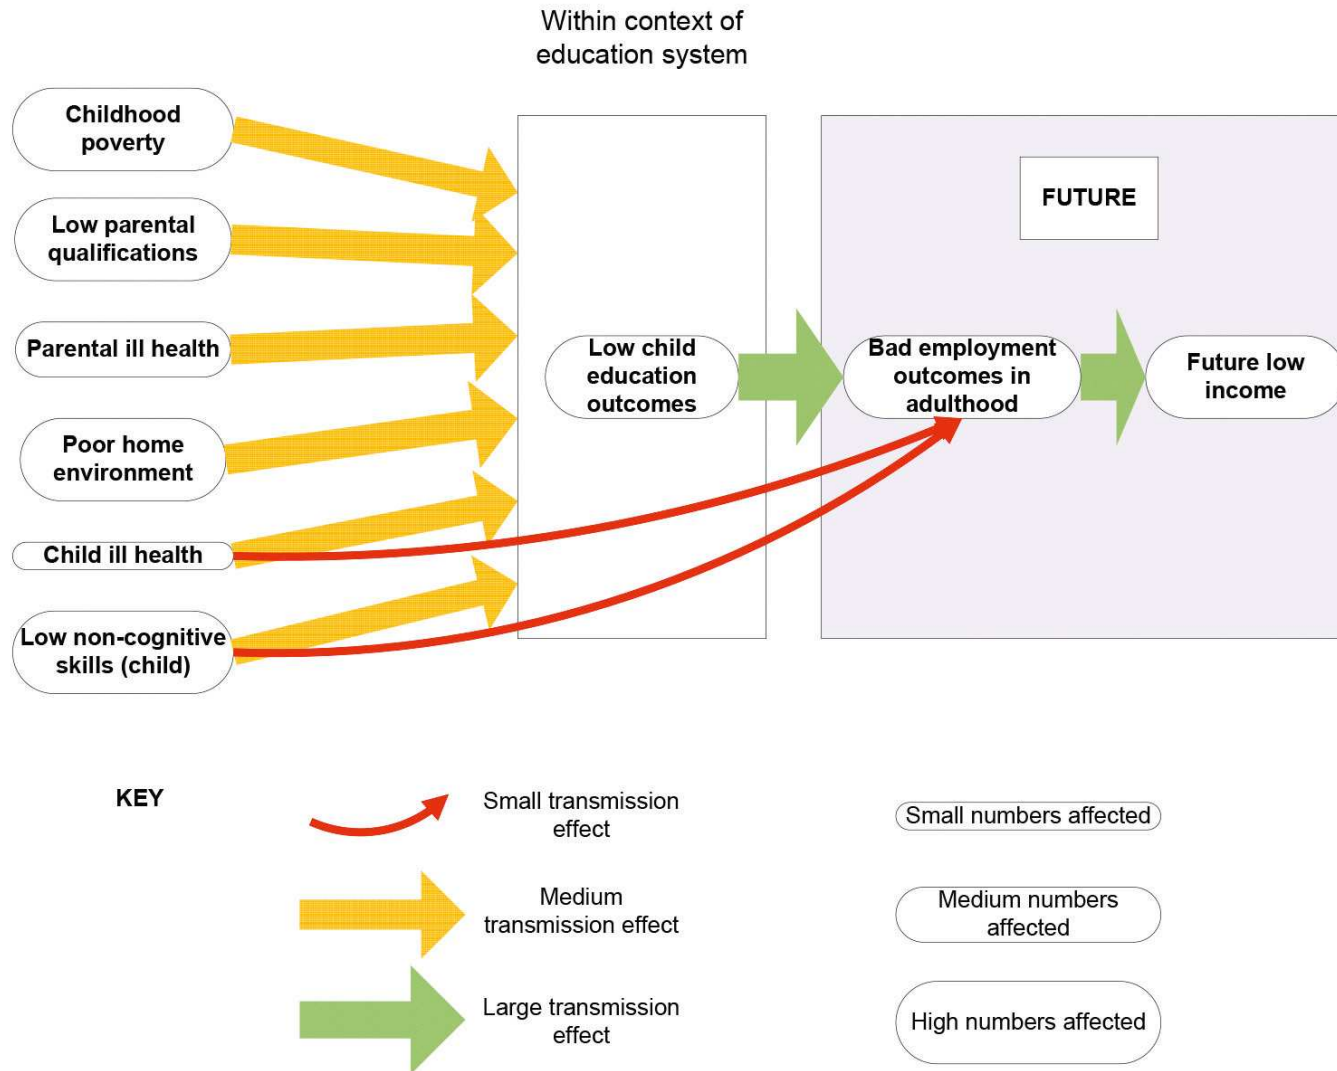 Within context of
education system
Childhood
poverty
Low parental
qualifications
Parental ill health
Poor home
environment
Child ill health
Low non-cognitive
skills (child)
Low child
education
outcomes
FUTURE
Bad employment
outcomes in
adulthood
Future low
income
KEY
Small transmission
effect
Medium
transmission effect
Large transmission
effect
Small numbers affected
Medium numbers
affected
High numbers affected